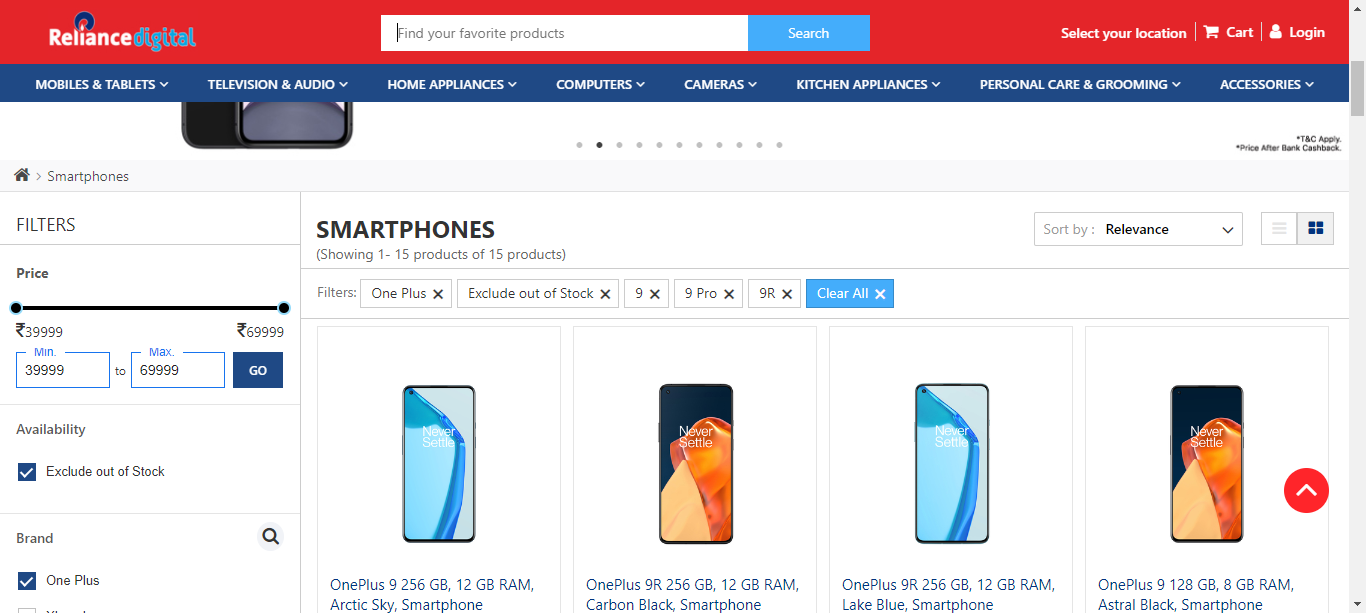 Reliance digital
Find your favorite products
Search
Select your location
Cart
Login
MOBILES & TABLETS
TELEVISION & AUDIO
HOME APPLIANCES
COMPUTERS
CAMERAS
KITCHEN APPLIANCES
PERSONAL CARE & GROOMING
ACCESSORIES
*T&C Apply.
*Price After Bank Cashback.
Smartphones
FILTERS
Price
₹39999
₹69999
Min.
39999
to
Max.
69999
GO
Availability
Exclude out of Stock
Brand
One Plus
SMARTPHONES
(Showing 1- 15 products of 15 products)
Sort by : Relevance
Filters:
One Plus
Exclude out of Stock
9
9 Pro
9R
Clear All
Never
Settle
Never
Settle
Never
Settle
Never
Settle
OnePlus 9 256 GB, 12 GB RAM,
Arctic Sky, Smartphone
OnePlus 9R 256 GB, 12 GB RAM,
Carbon Black, Smartphone
OnePlus 9R 256 GB, 12 GB RAM,
Lake Blue, Smartphone
OnePlus 9 128 GB, 8 GB RAM,
Astral Black, Smartphone